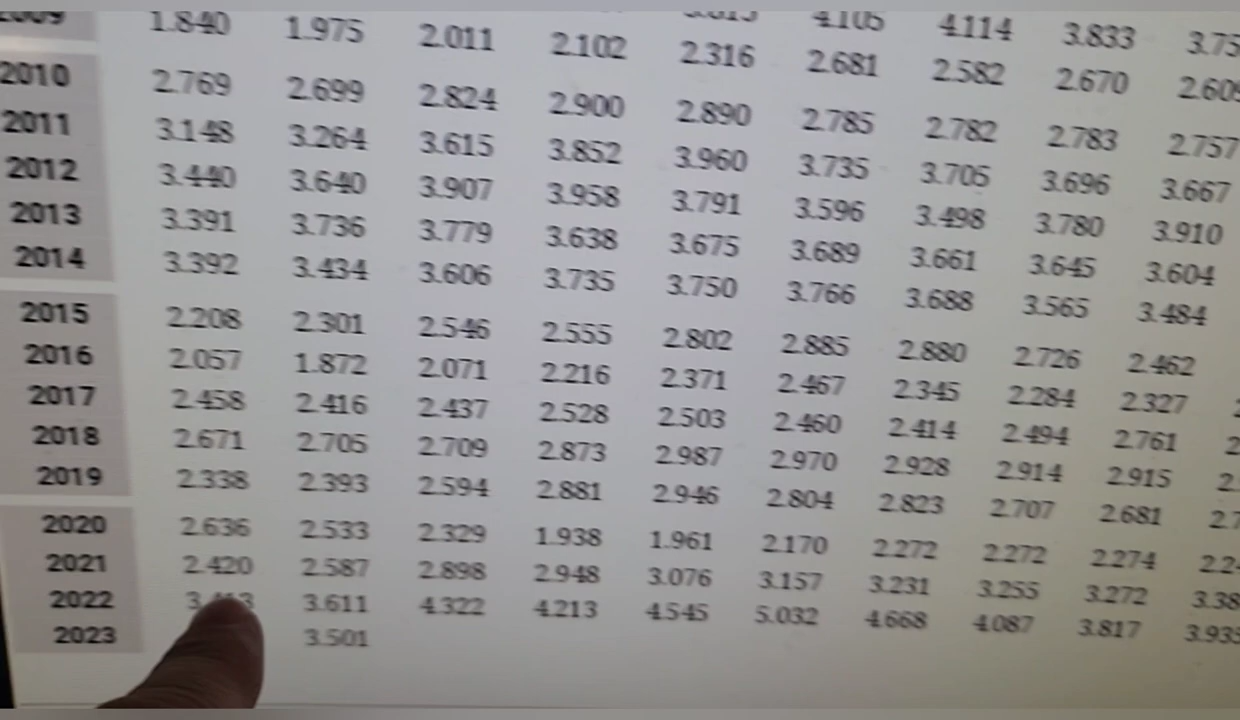 4.105 4.114 3.833
2009 1.840 1.975 2.011 2.102 2.316 2.681 2.582 2.670 2.609
2010 2.769 2.699 2.824 2.900 2.890 2.785 2.782 2.783 2.757
2011 3.148 3.264 3.615 3.852 3.960 3.735 3.705 3.696 3.667
2012 3.440 3.640 3.907 3.958 3.791 3.596 3.498 3.780 3.910
2013 3.391 3.736 3.779 3.638 3.675 3.689 3.661 3.645 3.604
2014 3.392 3.434 3.606 3.735 3.750 3.766 3.688 3.565 3.484
2015 2.208 2.301 2.546 2.555 2.802 2.885 2.880 2.726 2.462
2016 2.057 1.872 2.071 2.216 2.371 2.467 2.345 2.284 2.327
2017 2.458 2.416 2.437 2.528 2.503 2.460 2.414 2.494 2.761
2018 2.671 2.705 2.709 2.873 2.987 2.970 2.928 2.914 2.915
2019 2.338 2.393 2.594 2.881 2.946 2.804 2.823 2.707 2.681
2020 2.636 2.533 2.329 1.938 1.961 2.170 2.272 2.272 2.274
2021 2.420 2.587 2.898 2.948 3.076 3.157 3.231 3.255 3.272
2022 3.611 4.322 4.213 4.545 5.032 4.668 4.087 3.817 3.935
2023 3.501